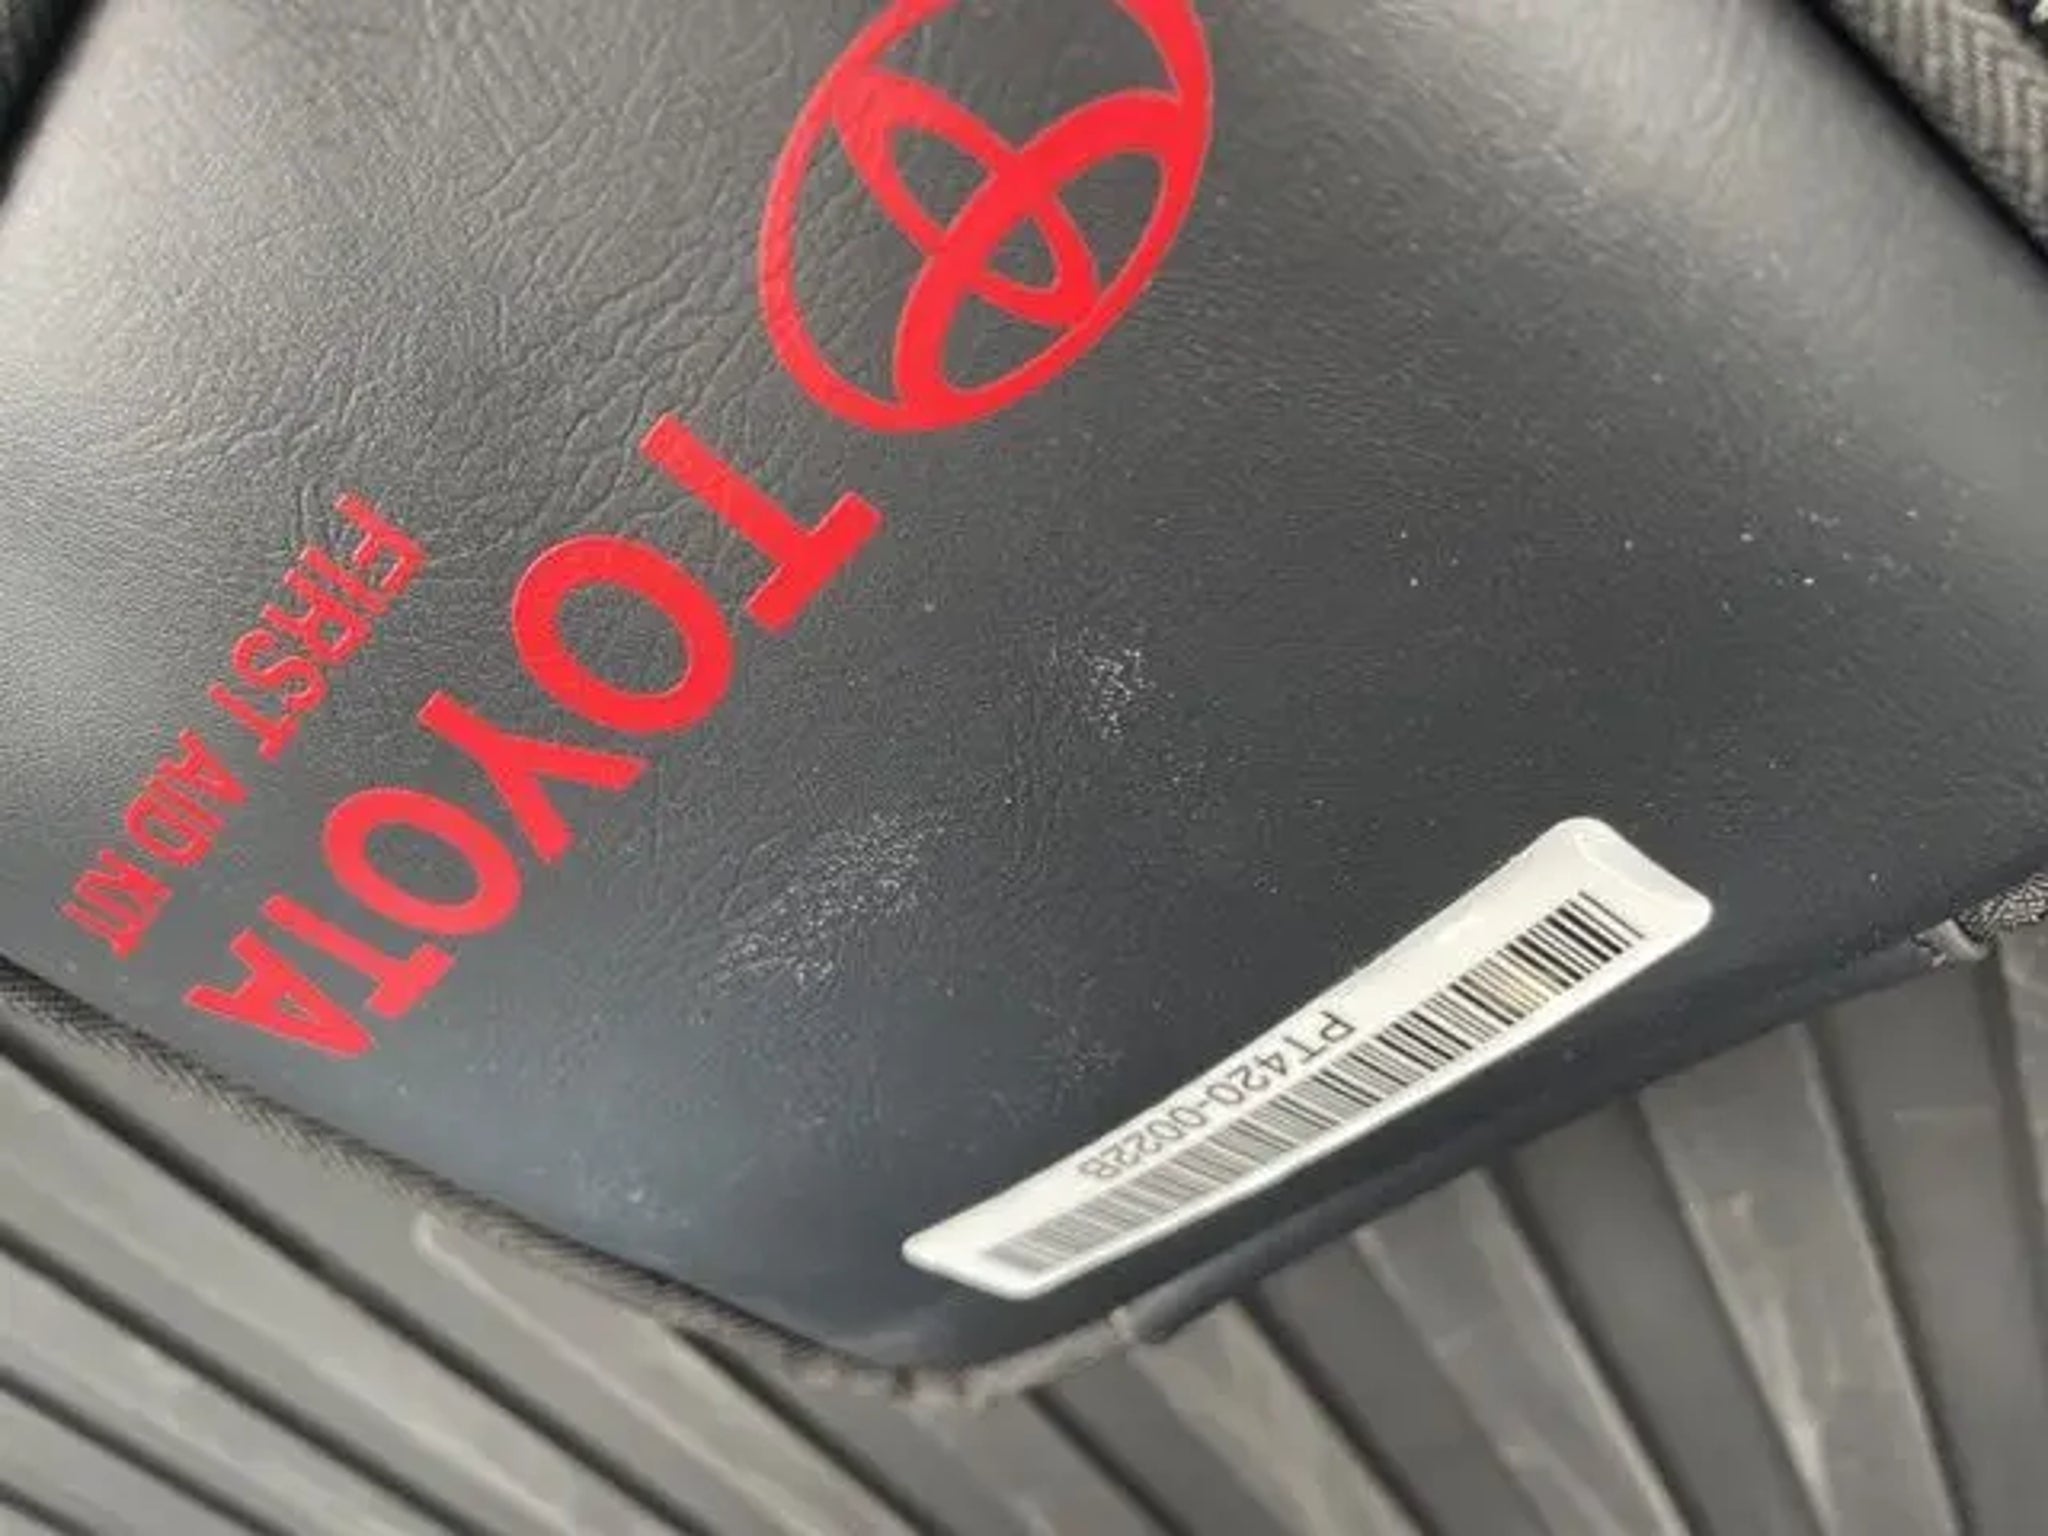 TOYOTA
FIRST AID KIT
PT420-00228